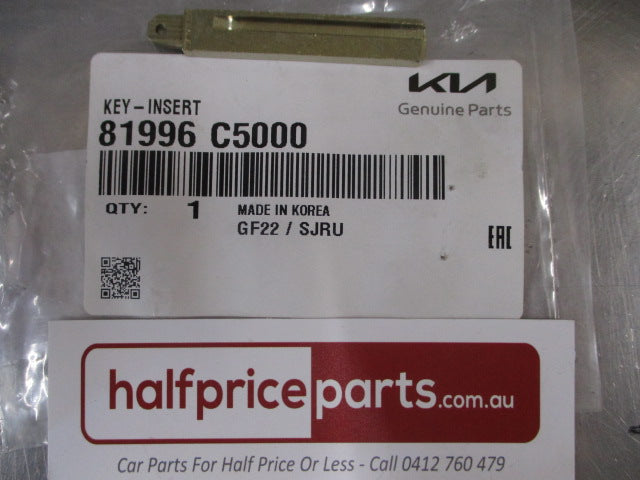 KIA
Genuine Parts
KEY-INSERT
81996 C5000
QTY: 1 MADE IN KOREA
GF22 / SJRU
EAC
halfpriceparts.com.au
Car Parts For Half Price Or Less - Call 0412 760 479